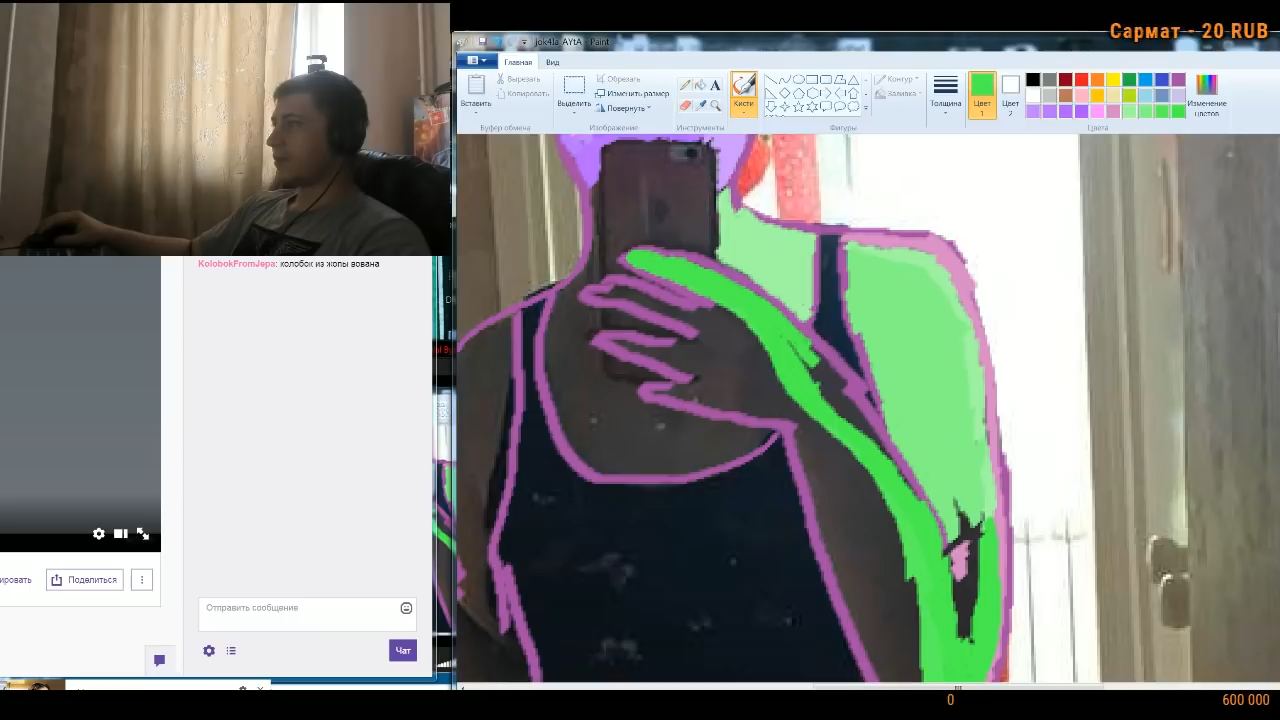 Сармат - 20 RUB
jok4la_AYtA - Paint
Главная
Вид
Вставить
Вырезать
Копировать
Буфер обмена
Выделить
Обрезать
Изменить размер
Повернуть
Изображение
A
Инструменты
Кисти
Контур
Заливка
Фигуры
Толщина
Цвет
1
Цвет
2
Изменение
цветов
Цвета
KolobokFromJepa: колобок из жопы вована
Поделиться
Отправить сообщение
Чат
0
600 000